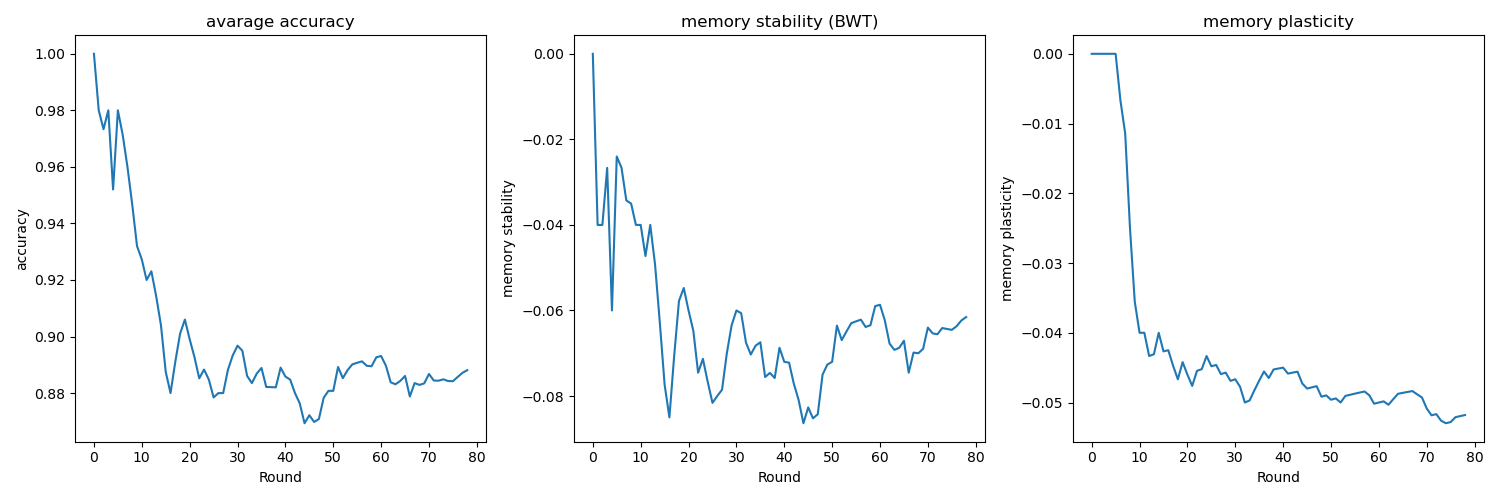 avarage accuracy
accuracy
1.00
0.98
0.96
0.94
0.92
0.90
0.88
0 10 20 30 40 50 60 70 80
Round
memory stability (BWT)
memory stability
0.00
−0.02
−0.04
−0.06
−0.08
0 10 20 30 40 50 60 70 80
Round
memory plasticity
memory plasticity
0.00
−0.01
−0.02
−0.03
−0.04
−0.05
0 10 20 30 40 50 60 70 80
Round